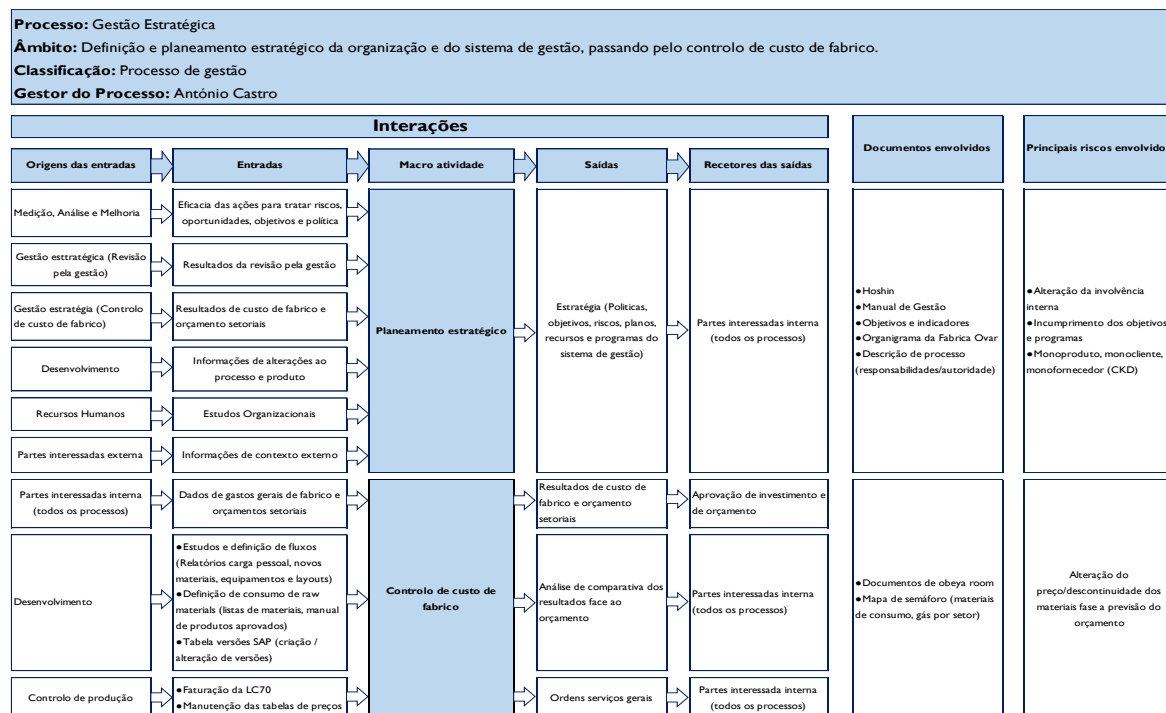 Processo: Gestão Estratégica
Âmbito: Definição e planeamento estratégico da organização e do sistema de gestão, passando pelo controlo de custo de fabrico.
Classificação: Processo de gestão
Gestor do Processo: António Castro
Interações
Documentos envolvidos
Principais riscos envolvido
Origens das entradas
Entradas
Macro atividade
Saídas
Recetores das saídas
Medição, Análise e Melhoria
Eficacia das ações para tratar riscos,
oportunidades, objetivos e política
Gestão esttratégica (Revisão
pela gestão)
Resultados da revisão pela gestão
Gestão estratégia (Controlo
de custo de fabrico)
Resultados de custo de fabrico e
orçamento setoriais
Desenvolvimento
Informações de alterações ao
processo e produto
Recursos Humanos
Estudos Organizacionais
Partes interessadas externa
Informações de contexto externo
Planeamento estratégico
Estratégia (Politicas,
objetivos, riscos, planos,
recursos e programas do
sistema de gestão)
Partes interessadas interna
(todos os processos)
●Hoshin
●Manual de Gestão
●Objetivos e indicadores
●Organigrama da Fabrica Ovar
●Descrição de processo
(responsabilidades/autoridade)
●Alteração da involvência
interna
●Incumprimento dos objetivos
e programas
●Monoproduto, monocliente,
monofornecedor (CKD)
Partes interessadas interna
(todos os processos)
Dados de gastos gerais de fabrico e
orçamentos setoriais
Resultados de custo de
fabrico e orçamento
setoriais
Aprovação de investimento e
de orçamento
Desenvolvimento
●Estudos e definição de fluxos
(Relatórios carga pessoal, novos
materiais, equipamentos e layouts)
●Definição de consumo de raw
materials (listas de materiais, manual
de produtos aprovados)
●Tabela versões SAP (criação /
alteração de versões)
Controlo de custo de
fabrico
Análise de comparativa dos
resultados face ao
orçamento
Partes interessadas interna
(todos os processos)
●Documentos de obeya room
●Mapa de semáforo (materiais
de consumo, gás por setor)
Alteração do
preço/descontinuidade dos
materiais fase a previsão do
orçamento
Controlo de produção
●Faturação da LC70
●Manutenção das tabelas de preços
Ordens serviços gerais
Partes interessada interna
(todos os processos)